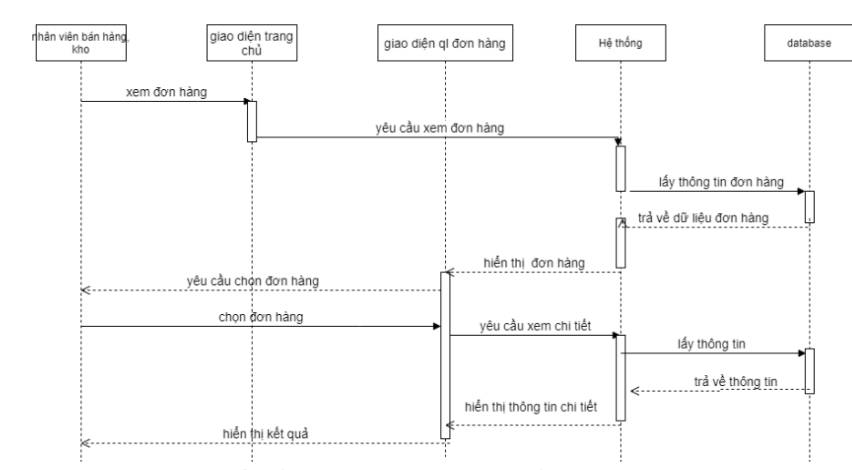 nhân viên bán hảng,
kho
giao diện trang
chủ
giao diện ql đơn hàng
Hệ thống
database
xem đơn hàng
yêu cầu xem đơn hàng
lấy thông tin đơn hàng
trả về dữ liệu đơn hàng
hiển thị đơn hàng
yêu cầu chọn đơn hàng
chọn đơn hàng
yêu cầu xem chi tiết
lấy thông tin
trả về thông tin
hiển thị thông tin chi tiết
hiển thị kết quả